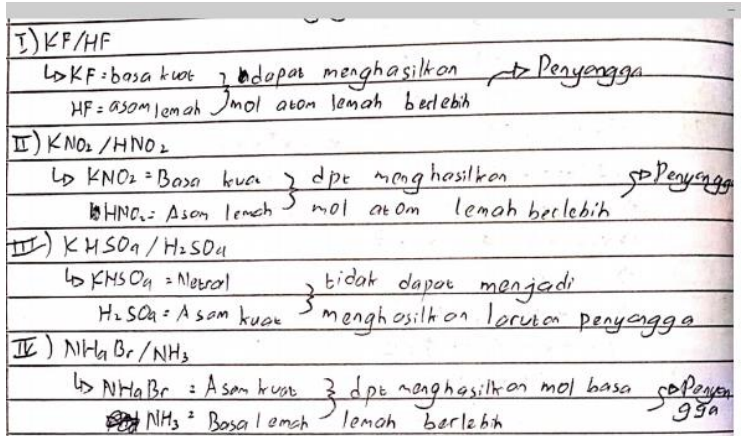 I) KF/HF
↳ KF = basa kuat } dapat menghasilkan → Penyangga
HF = asam lemah } mol atom lemah berlebih
II) KNO₂ / HNO₂
↳ KNO₂ = Basa kuat } dpt menghasilkan → Penyangg
HNO₂ = Asam lemah } mol atom lemah berlebih
III) KHSO₄ / H₂SO₄
↳ KHSO₄ = Netral } tidak dapat menjadi
H₂SO₄ = Asam kuat } menghasilkan larutan penyangga
IV) NH₄Br/NH₃
↳ NH₄Br = Asam kuat } dpt menghasilkan mol basa → Penyan
NH₃ = Basa lemah } lemah berlebih gga